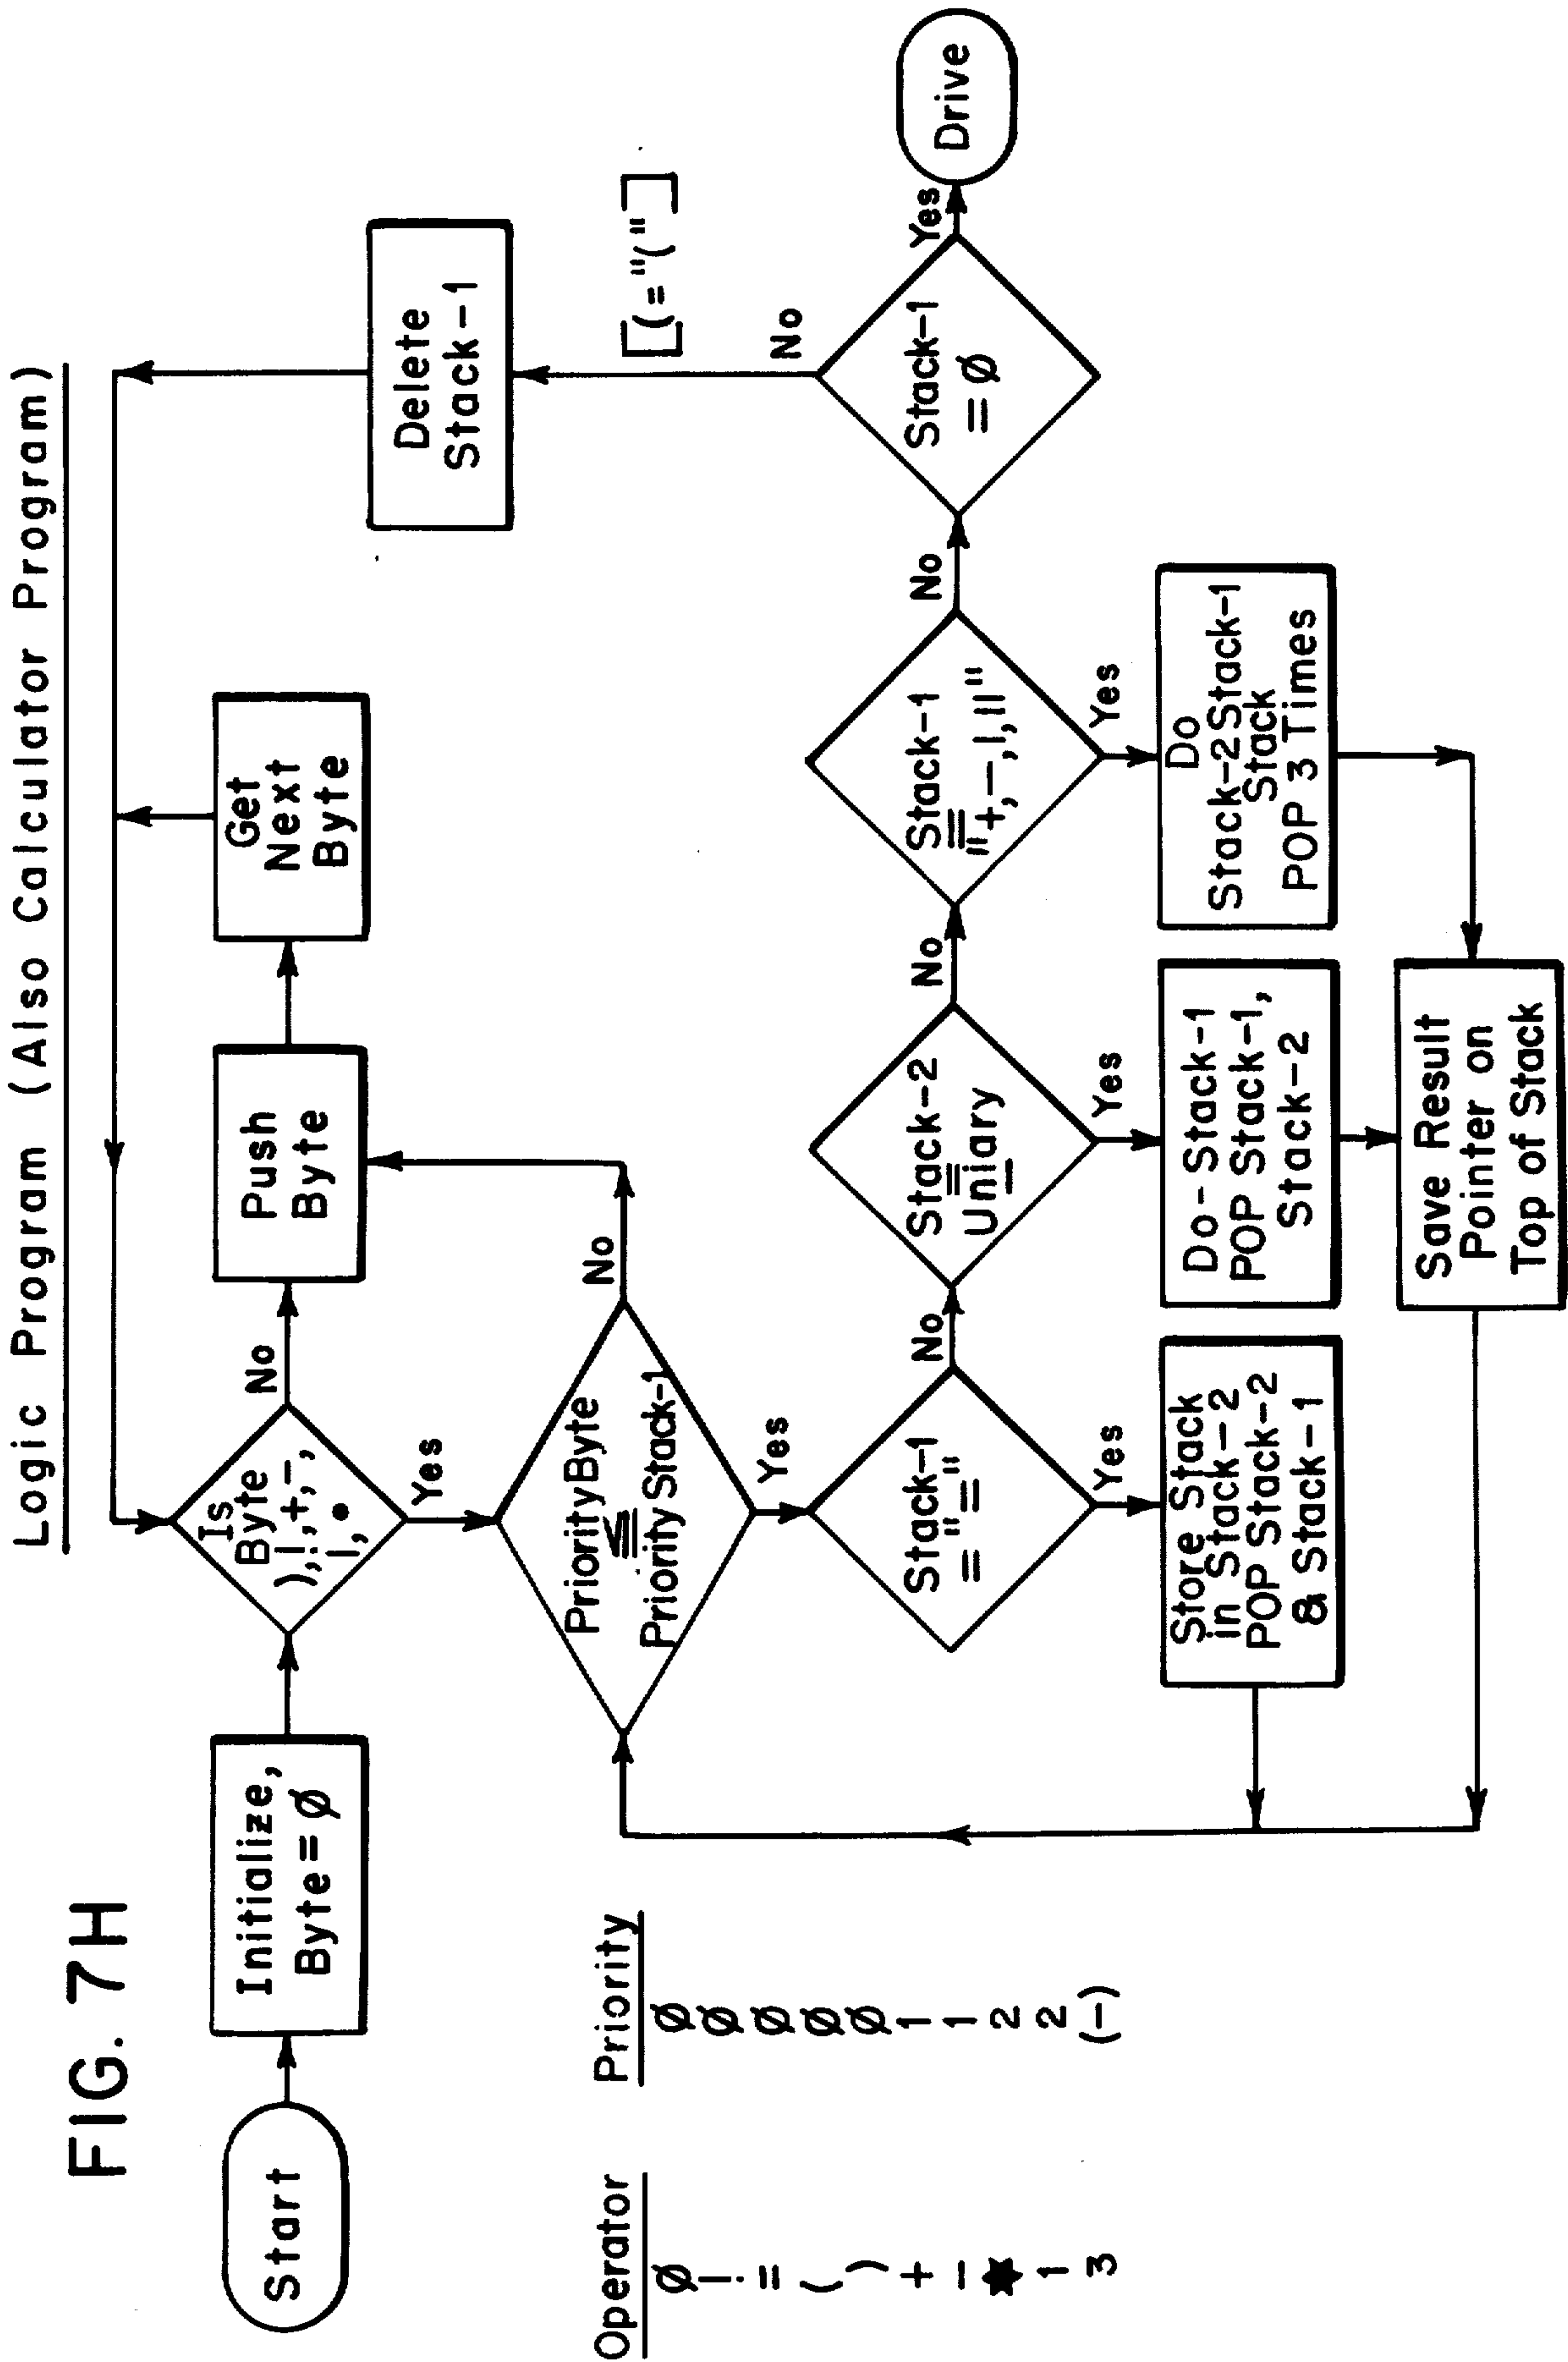 FIG. 7H
Logic Program (Also Calculator Program)
Start
Initialize,
Byte=Ø
Is
Byte
),!,+,-,
I,•
No
Yes
Push
Byte
Get
Next
Byte
Delete
Stack-1
[(="("]
Priority Byte
≦
Priority Stack-1
No
Yes
Stack-1
="="
No
Yes
Stack-2
=
Uniary
No
Yes
Stack-1
=
"+,-,I,II"
No
Yes
Stack-1
=Ø
No
Yes
Drive
Store Stack
in Stack-2
POP Stack-2
& Stack-1
Do-Stack-1
POP Stack-1,
Stack-2
Do
Stack-2Stack-1
Stack
POP 3 Times
Save Result
Pointer on
Top of Stack
Operator Priority
Ø Ø
! Ø
= Ø
( Ø
) Ø
+ 1
- 1
★ 2
1 2
3 (-)